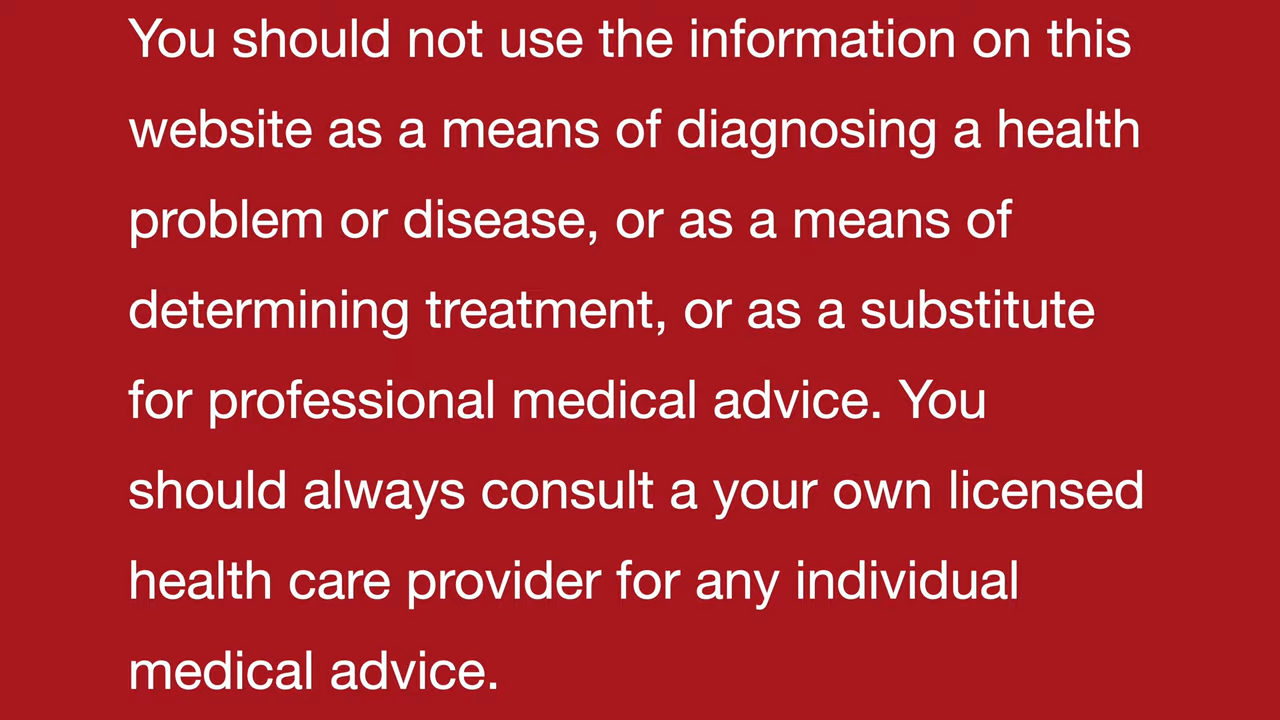 You should not use the information on this
website as a means of diagnosing a health
problem or disease, or as a means of
determining treatment, or as a substitute
for professional medical advice. You
should always consult a your own licensed
health care provider for any individual
medical advice.